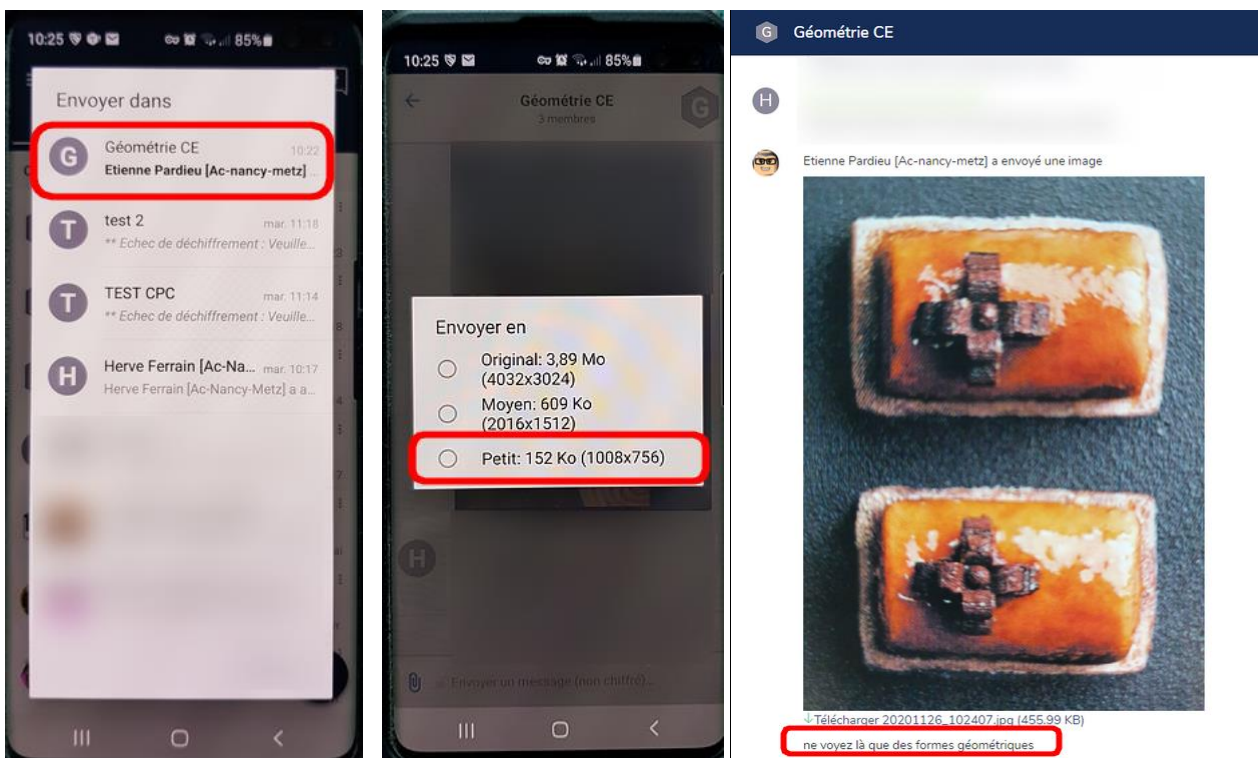 10:25 85%
Envoyer dans
G
Géométrie CE 10:22
Etienne Pardieu [Ac-nancy-metz] ...
T
test 2 mar. 11:18
** Echec de déchiffrement : Veuille...
T
TEST CPC mar. 11:14
** Echec de déchiffrement : Veuille...
H
Herve Ferrain [Ac-Na... mar. 10:17
Herve Ferrain [Ac-Nancy-Metz] a a...
10:25 85%
Géométrie CE
3 membres
G
Envoyer en
Original: 3,89 Mo
(4032x3024)
Moyen: 609 Ko
(2016x1512)
Petit: 152 Ko (1008x756)
H
Envoyer un message (non chiffré)...
G Géométrie CE
H
Etienne Pardieu [Ac-nancy-metz] a envoyé une image
Télécharger 20201126_102407.jpg (455.99 KB)
ne voyez là que des formes géométriques